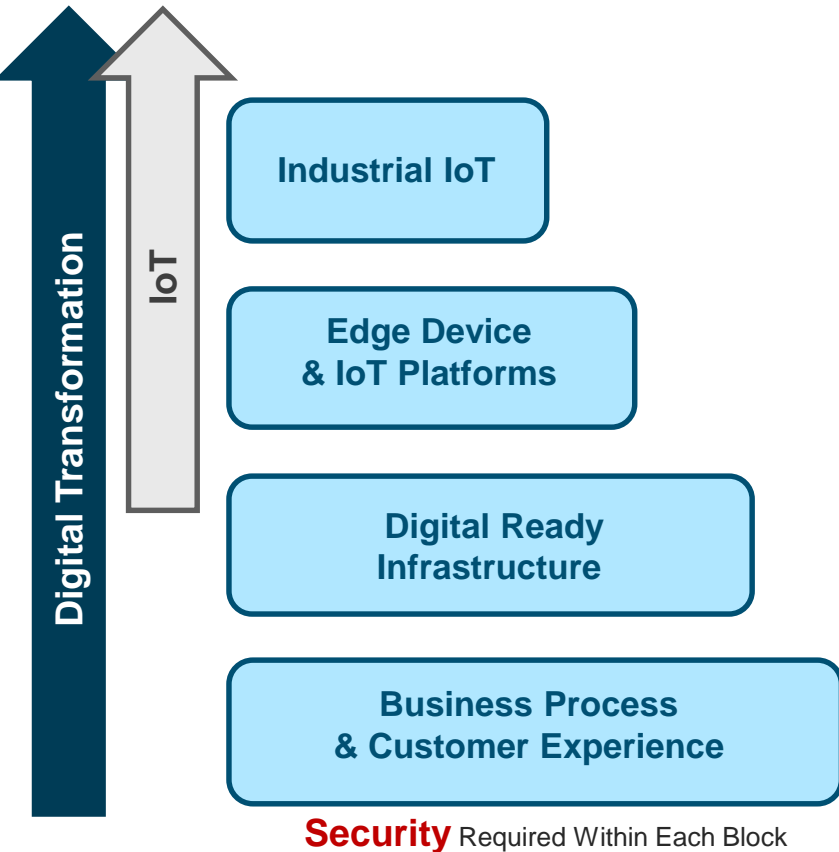 Digital Transformation
IoT
Industrial IoT
Edge Device
& IoT Platforms
Digital Ready
Infrastructure
Business Process
& Customer Experience
Security Required Within Each Block